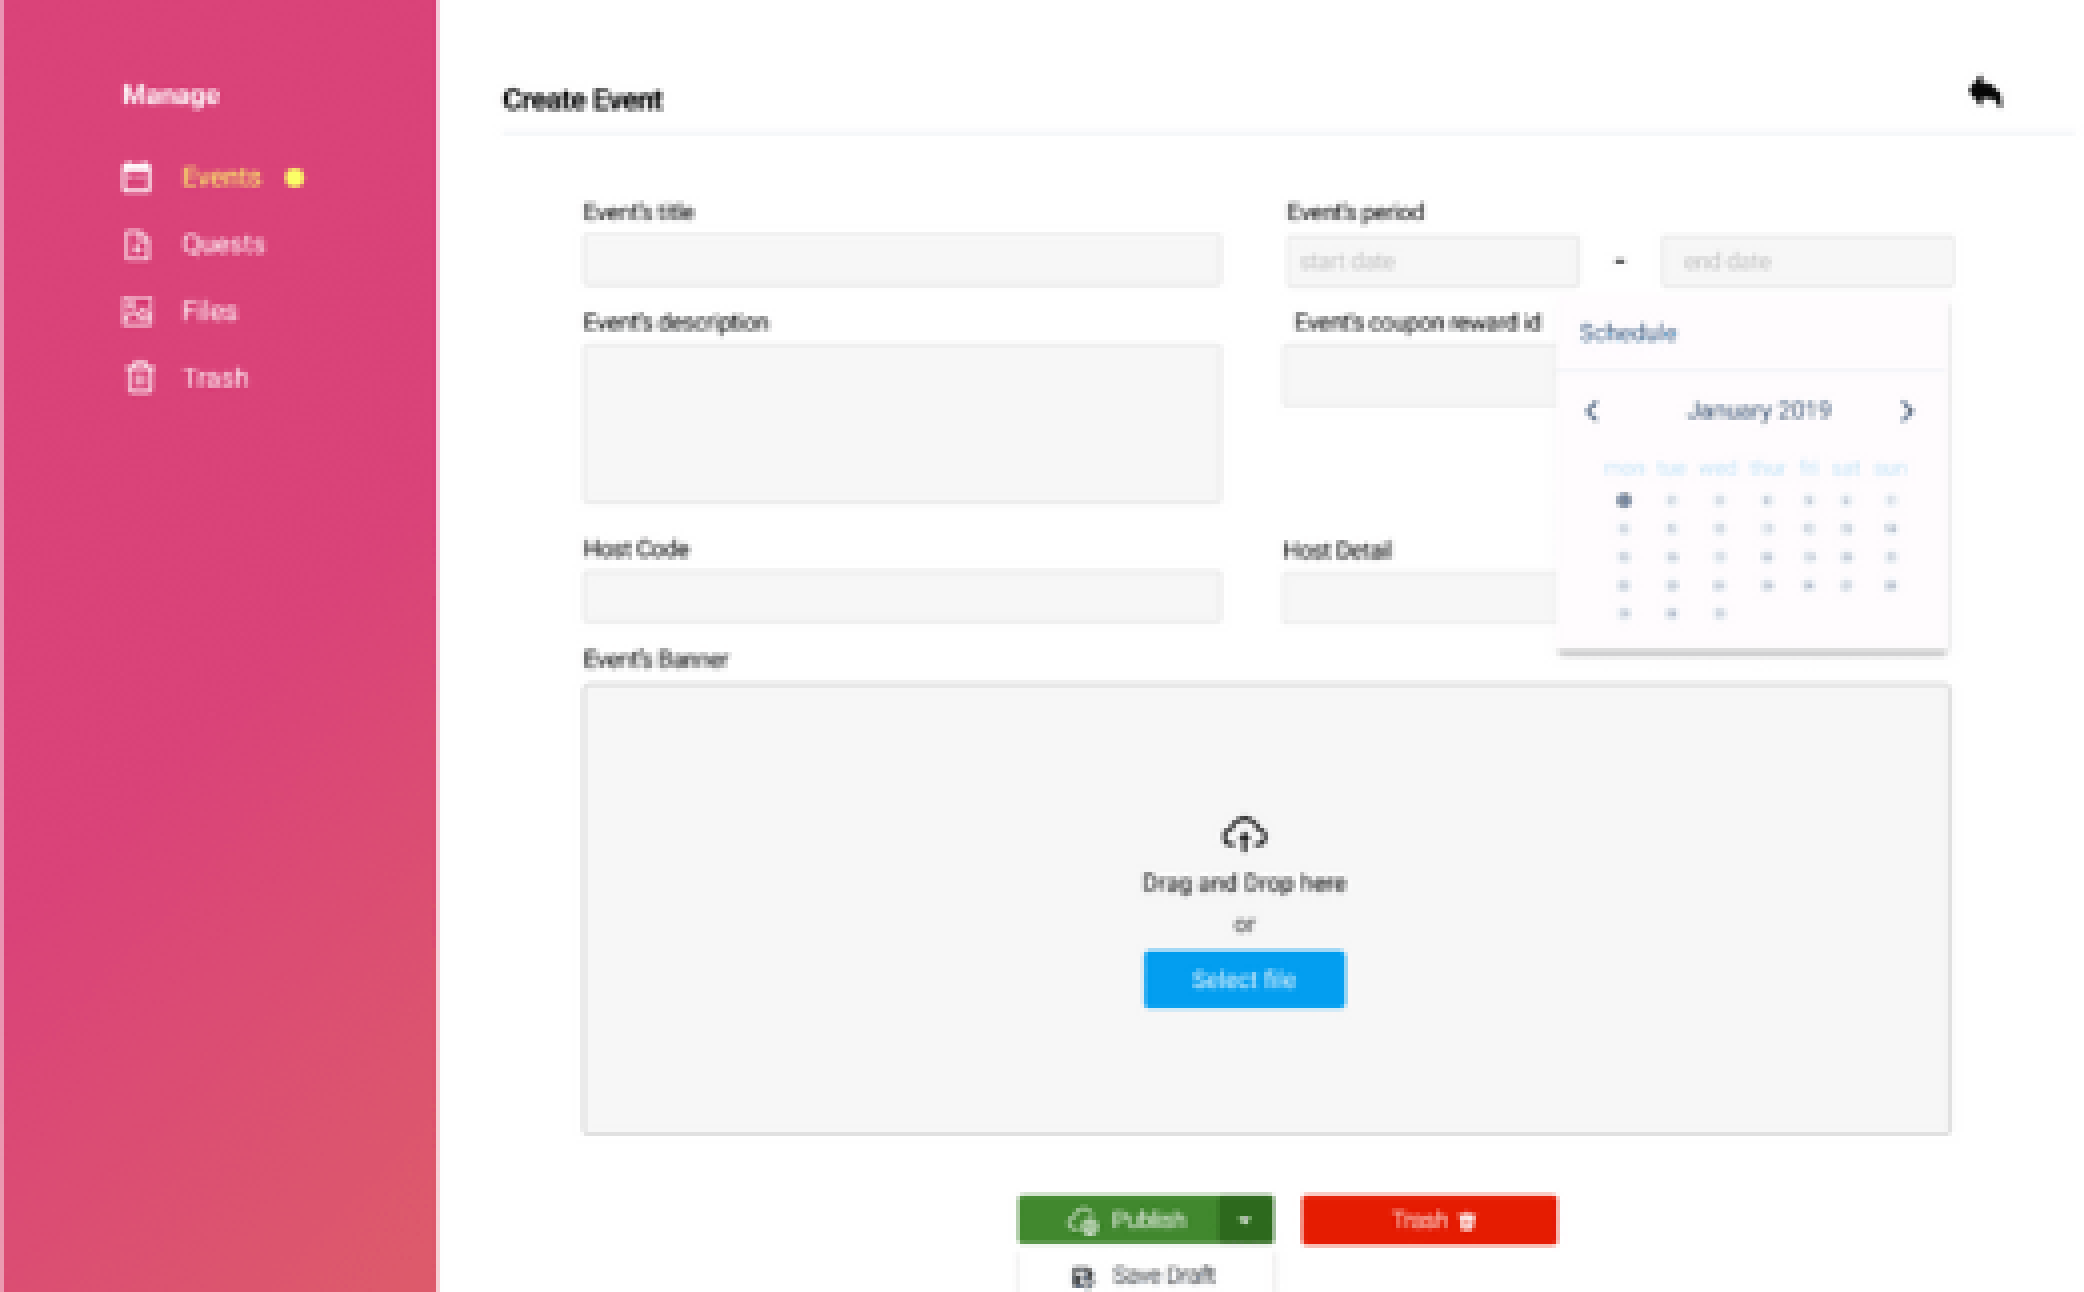 Manage
Events
Quests
Files
Trash
Create Event
Event's title
Event's period
start date
-
end date
Event's description
Event's coupon reward id
Schedule
January 2019
mon tue wed thur fri sat sun
Host Code
Host Detail
Event's Banner
Drag and Drop here
or
Select file
Publish
Trash
Save Draft